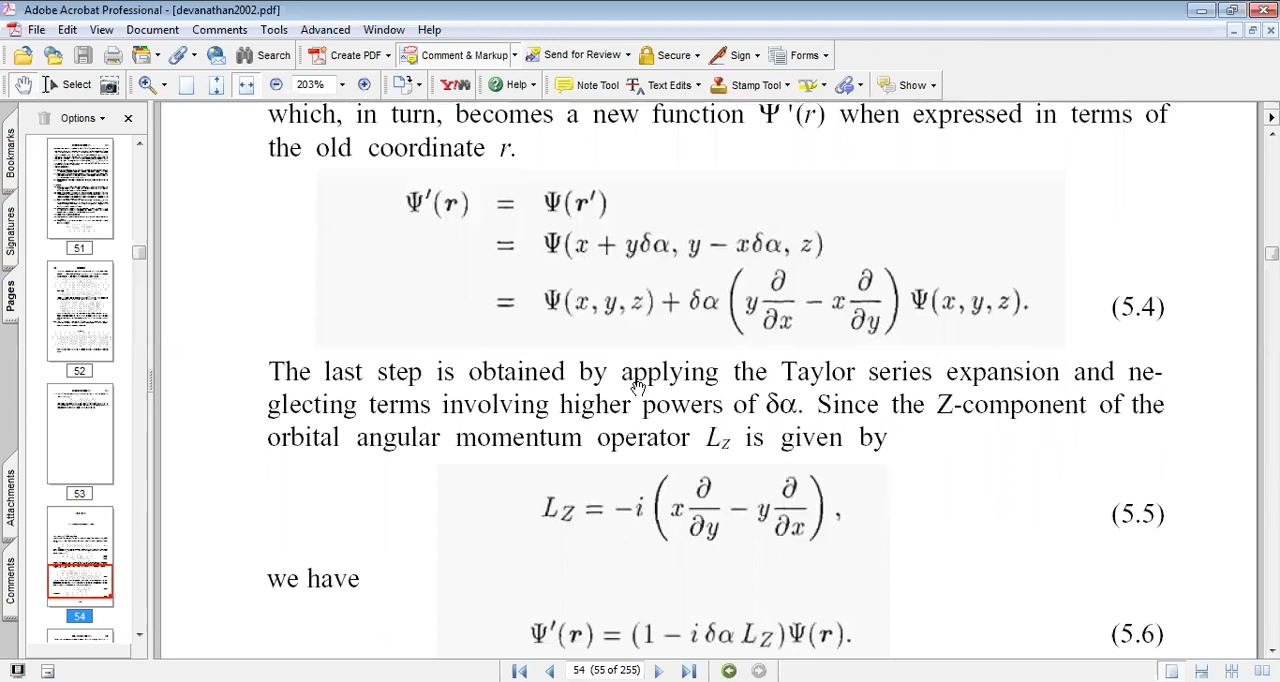 Adobe Acrobat Professional - [devanathan2002.pdf]
File Edit View Document Comments Tools Advanced Window Help
Search Create PDF Comment & Markup Send for Review Secure Sign Forms
Select 203% Y! Help Note Tool Text Edits Stamp Tool Show
Options
Bookmarks
Signatures
Pages
Attachments
Comments
51
52
53
54
which, in turn, becomes a new function Ψ '(r) when expressed in terms of
the old coordinate r.
Ψ′(r) = Ψ(r′)
= Ψ(x + yδα, y − xδα, z)
= Ψ(x, y, z) + δα (y ∂/∂x − x ∂/∂y) Ψ(x, y, z). (5.4)
The last step is obtained by applying the Taylor series expansion and ne-
glecting terms involving higher powers of δα. Since the Z-component of the
orbital angular momentum operator L_Z is given by
L_Z = −i (x ∂/∂y − y ∂/∂x), (5.5)
we have
Ψ′(r) = (1 − i δα L_Z)Ψ(r). (5.6)
54 (55 of 255)